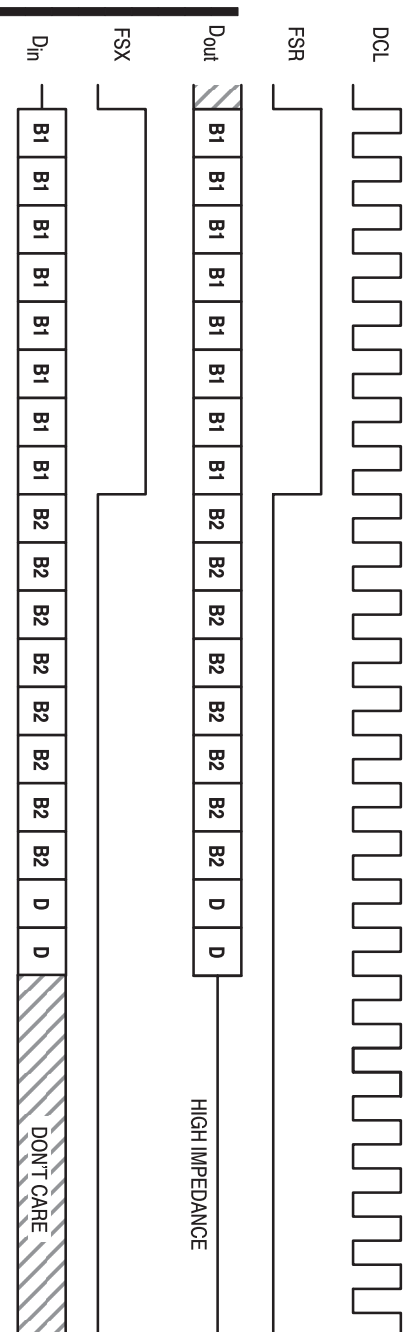 DCL
FSR
Dout B1 B1 B1 B1 B1 B1 B1 B1 B2 B2 B2 B2 B2 B2 B2 B2 D D HIGH IMPEDANCE
FSX
Din B1 B1 B1 B1 B1 B1 B1 B1 B2 B2 B2 B2 B2 B2 B2 B2 D D DON'T CARE